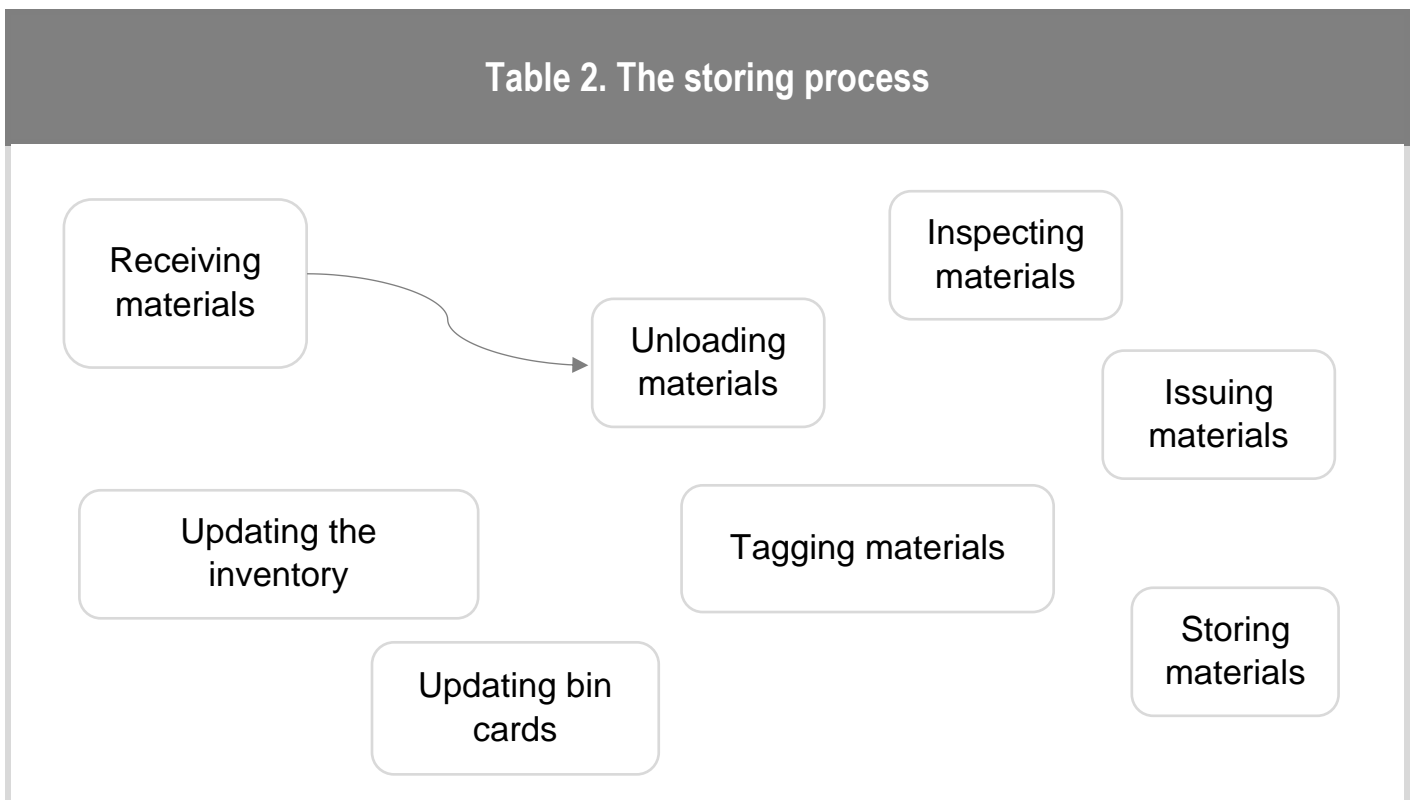 Table 2. The storing process
Receiving
materials
Inspecting
materials
Unloading
materials
Issuing
materials
Updating the
inventory
Tagging materials
Storing
materials
Updating bin
cards